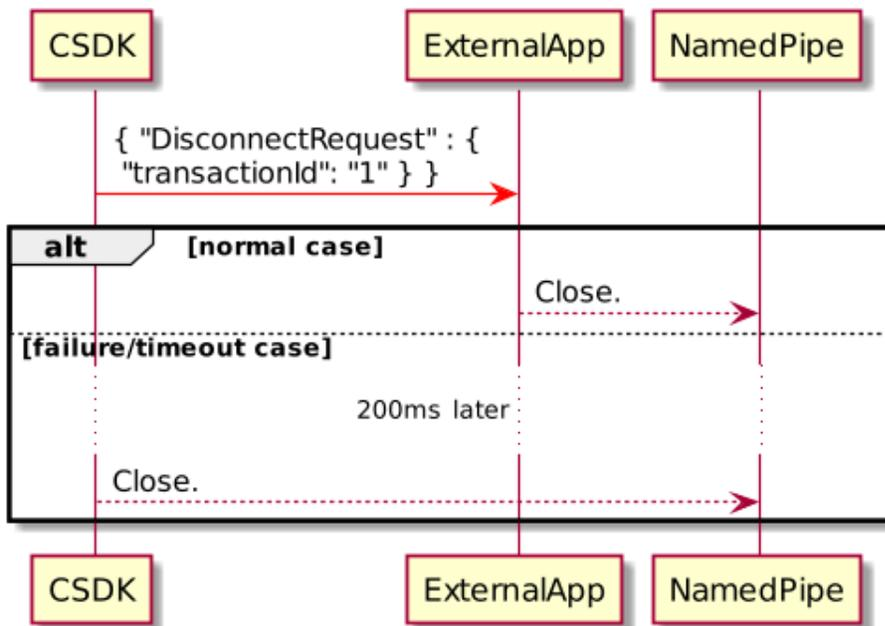 CSDK
ExternalApp
NamedPipe
{ "DisconnectRequest" : {
"transactionId": "1" } }
alt
[normal case]
Close.
[failure/timeout case]
200ms later
Close.
CSDK
ExternalApp
NamedPipe